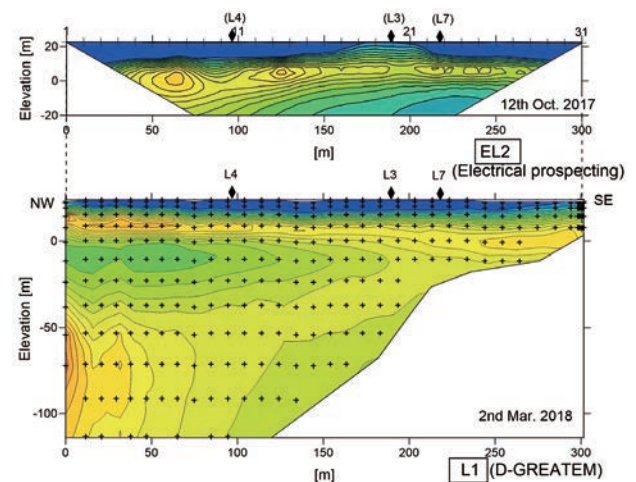 1 (L4) 11 (L3) 21 (L7) 31
Elevation [m]
20
0
-20
12th Oct. 2017
0 50 100 150 200 250 300
[m]
EL2
(Electrical prospecting)
L4 L3 L7
NW SE
Elevation [m]
0
-50
-100
2nd Mar. 2018
0 50 100 150 200 250 300
[m]
L1 (D-GREATEM)